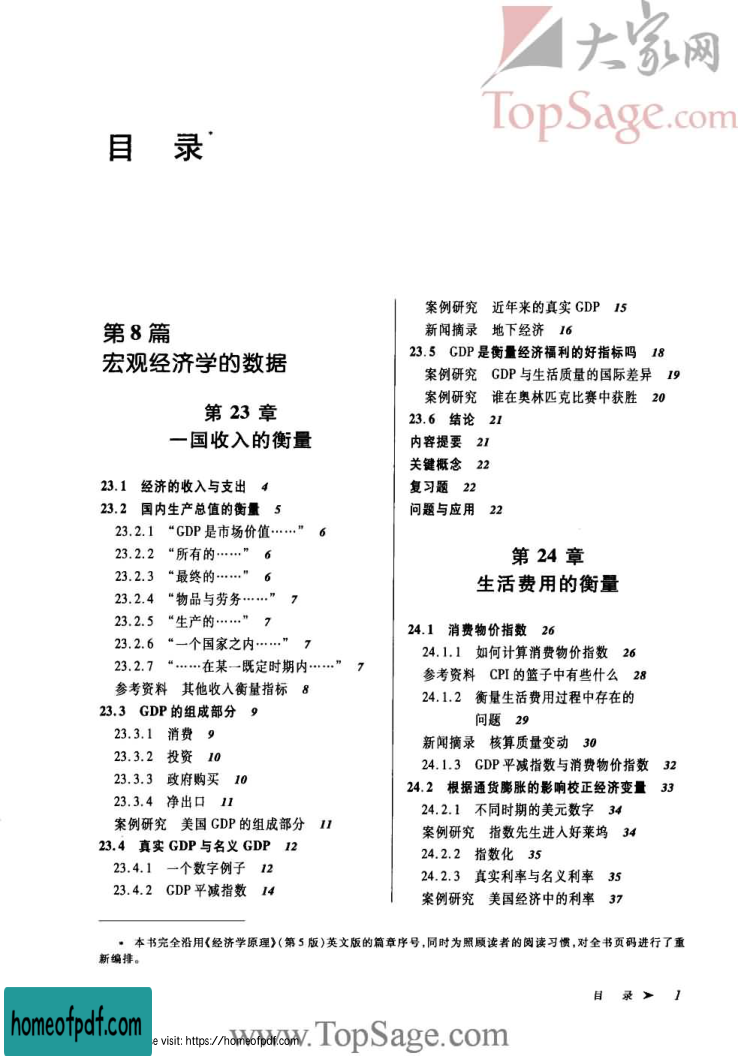 大家网
TopSage.com
目 录*
第 8 篇
宏观经济学的数据
第 23 章
一国收入的衡量
23.1 经济的收入与支出 4
23.2 国内生产总值的衡量 5
23.2.1 “GDP 是市场价值……” 6
23.2.2 “所有的……” 6
23.2.3 “最终的……” 6
23.2.4 “物品与劳务……” 7
23.2.5 “生产的……” 7
23.2.6 “一个国家之内……” 7
23.2.7 “……在某一既定时期内……” 7
参考资料 其他收入衡量指标 8
23.3 GDP 的组成部分 9
23.3.1 消费 9
23.3.2 投资 10
23.3.3 政府购买 10
23.3.4 净出口 11
案例研究 美国 GDP 的组成部分 11
23.4 真实 GDP 与名义 GDP 12
23.4.1 一个数字例子 12
23.4.2 GDP 平减指数 14
案例研究 近年来的真实 GDP 15
新闻摘录 地下经济 16
23.5 GDP 是衡量经济福利的好指标吗 18
案例研究 GDP 与生活质量的国际差异 19
案例研究 谁在奥林匹克比赛中获胜 20
23.6 结论 21
内容提要 21
关键概念 22
复习题 22
问题与应用 22
第 24 章
生活费用的衡量
24.1 消费物价指数 26
24.1.1 如何计算消费物价指数 26
参考资料 CPI 的篮子中有些什么 28
24.1.2 衡量生活费用过程中存在的
问题 29
新闻摘录 核算质量变动 30
24.1.3 GDP 平减指数与消费物价指数 32
24.2 根据通货膨胀的影响校正经济变量 33
24.2.1 不同时期的美元数字 34
案例研究 指数先生进入好莱坞 34
24.2.2 指数化 35
24.2.3 真实利率与名义利率 35
案例研究 美国经济中的利率 37
* 本书完全沿用《经济学原理》(第 5 版)英文版的篇章序号,同时为照顾读者的阅读习惯,对全书页码进行了重
新编排。
目 录 ➤ 1
homeofpdf.com
e visit: https://homeofpdf.com
www.TopSage.com